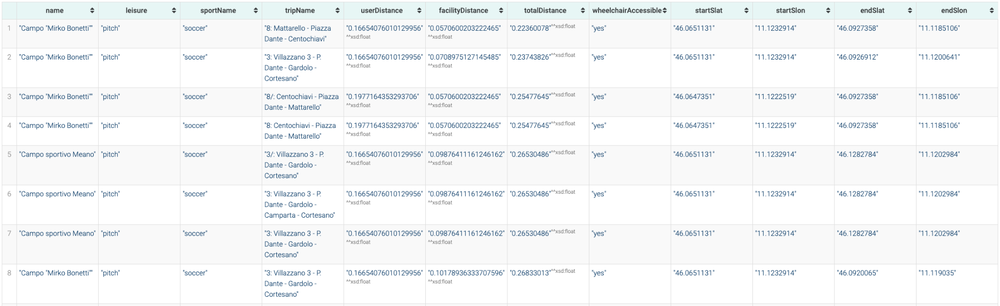 name leisure sportName tripName userDistance facilityDistance totalDistance wheelchairAccessible startSlat startSlon endSlat endSlon
1 "Campo "Mirko Bonetti"" "pitch" "soccer" "8: Mattarello - Piazza "0.16654076010129956" "0.0570600203222465" "0.22360078"^^xsd:float "yes" "46.0651131" "11.1232914" "46.0927358" "11.1185106"
Dante - Centochiavi" ^^xsd:float ^^xsd:float
2 "Campo "Mirko Bonetti"" "pitch" "soccer" "3: Villazzano 3 - P. "0.16654076010129956" "0.0708975127145485" "0.23743826"^^xsd:float "yes" "46.0651131" "11.1232914" "46.0926912" "11.1200641"
Dante - Gardolo - ^^xsd:float ^^xsd:float
Cortesano"
3 "Campo "Mirko Bonetti"" "pitch" "soccer" "8/: Centochiavi - Piazza "0.1977164353293706" "0.0570600203222465" "0.25477645"^^xsd:float "yes" "46.0647351" "11.1222519" "46.0927358" "11.1185106"
Dante - Mattarello" ^^xsd:float ^^xsd:float
4 "Campo "Mirko Bonetti"" "pitch" "soccer" "8: Centochiavi - Piazza "0.1977164353293706" "0.0570600203222465" "0.25477645"^^xsd:float "yes" "46.0647351" "11.1222519" "46.0927358" "11.1185106"
Dante - Mattarello" ^^xsd:float ^^xsd:float
5 "Campo sportivo Meano" "pitch" "soccer" "3/: Villazzano 3 - P. "0.16654076010129956" "0.09876411161246162" "0.26530486"^^xsd:float "yes" "46.0651131" "11.1232914" "46.1282784" "11.1202984"
Dante - Gardolo - ^^xsd:float ^^xsd:float
Cortesano"
6 "Campo sportivo Meano" "pitch" "soccer" "3: Villazzano 3 - P. "0.16654076010129956" "0.09876411161246162" "0.26530486"^^xsd:float "yes" "46.0651131" "11.1232914" "46.1282784" "11.1202984"
Dante - Gardolo - ^^xsd:float ^^xsd:float
Camparta - Cortesano"
7 "Campo sportivo Meano" "pitch" "soccer" "3: Villazzano 3 - P. "0.16654076010129956" "0.09876411161246162" "0.26530486"^^xsd:float "yes" "46.0651131" "11.1232914" "46.1282784" "11.1202984"
Dante - Gardolo - ^^xsd:float ^^xsd:float
Cortesano"
8 "Campo "Mirko Bonetti"" "pitch" "soccer" "3: Villazzano 3 - P. "0.16654076010129956" "0.10178936333707596" "0.26833013"^^xsd:float "yes" "46.0651131" "11.1232914" "46.0920065" "11.119035"
Dante - Gardolo - ^^xsd:float ^^xsd:float
Cortesano"